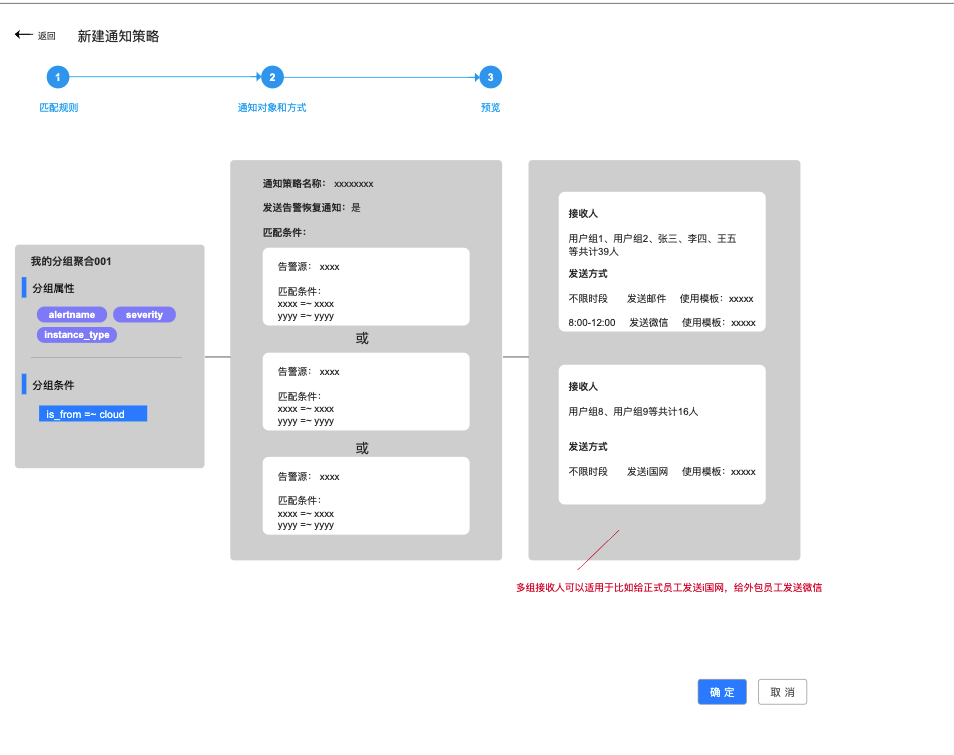 返回
新建通知策略
1
2
3
匹配规则
通知对象和方式
预览
我的分组聚合001
分组属性
alertname
severity
instance_type
分组条件
is_from =~ cloud
通知策略名称： xxxxxxxx
发送告警恢复通知：是
匹配条件：
告警源： xxxx
匹配条件：
xxxx =~ xxxx
yyyy =~ yyyy
或
告警源： xxxx
匹配条件：
xxxx =~ xxxx
yyyy =~ yyyy
或
告警源： xxxx
匹配条件：
xxxx =~ xxxx
yyyy =~ yyyy
接收人
用户组1、用户组2、张三、李四、王五
等共计39人
发送方式
不限时段 发送邮件 使用模板：xxxxx
8:00-12:00 发送微信 使用模板：xxxxx
接收人
用户组8、用户组9等共计16人
发送方式
不限时段 发送i国网 使用模板：xxxxx
多组接收人可以适用于比如给正式员工发送i国网，给外包员工发送微信
确 定
取 消